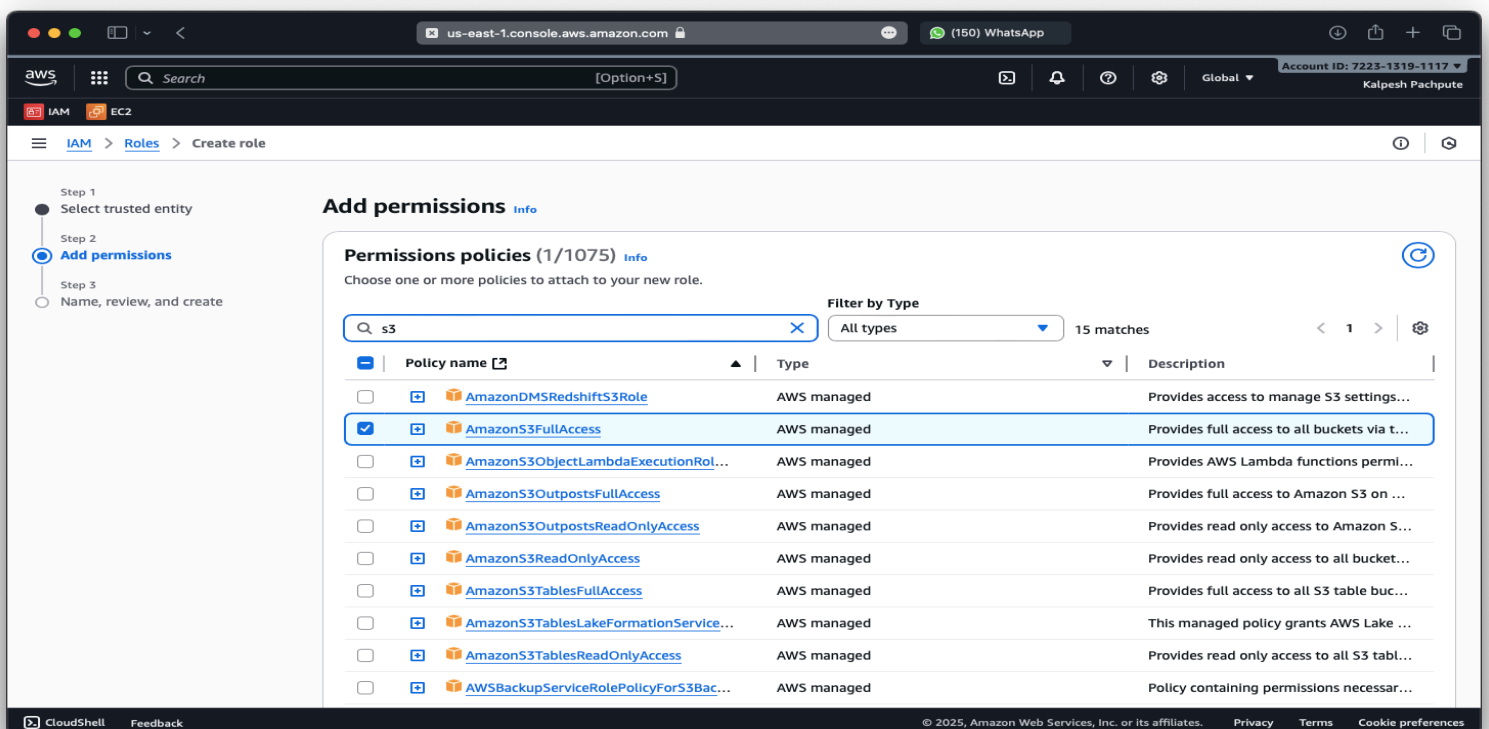 us-east-1.console.aws.amazon.com
(150) WhatsApp
aws
Search
[Option+S]
Global
Account ID: 7223-1319-1117
Kalpesh Pachpute
IAM
EC2
IAM > Roles > Create role
Step 1
Select trusted entity
Step 2
Add permissions
Step 3
Name, review, and create
Add permissions Info
Permissions policies (1/1075) Info
Choose one or more policies to attach to your new role.
Filter by Type
s3
All types
15 matches
1
Policy name Type Description
AmazonDMSRedshiftS3Role AWS managed Provides access to manage S3 settings...
AmazonS3FullAccess AWS managed Provides full access to all buckets via t...
AmazonS3ObjectLambdaExecutionRol... AWS managed Provides AWS Lambda functions permi...
AmazonS3OutpostsFullAccess AWS managed Provides full access to Amazon S3 on ...
AmazonS3OutpostsReadOnlyAccess AWS managed Provides read only access to Amazon S...
AmazonS3ReadOnlyAccess AWS managed Provides read only access to all bucket...
AmazonS3TablesFullAccess AWS managed Provides full access to all S3 table buc...
AmazonS3TablesLakeFormationService... AWS managed This managed policy grants AWS Lake ...
AmazonS3TablesReadOnlyAccess AWS managed Provides read only access to all S3 tabl...
AWSBackupServiceRolePolicyForS3Bac... AWS managed Policy containing permissions necessar...
CloudShell Feedback © 2025, Amazon Web Services, Inc. or its affiliates. Privacy Terms Cookie preferences